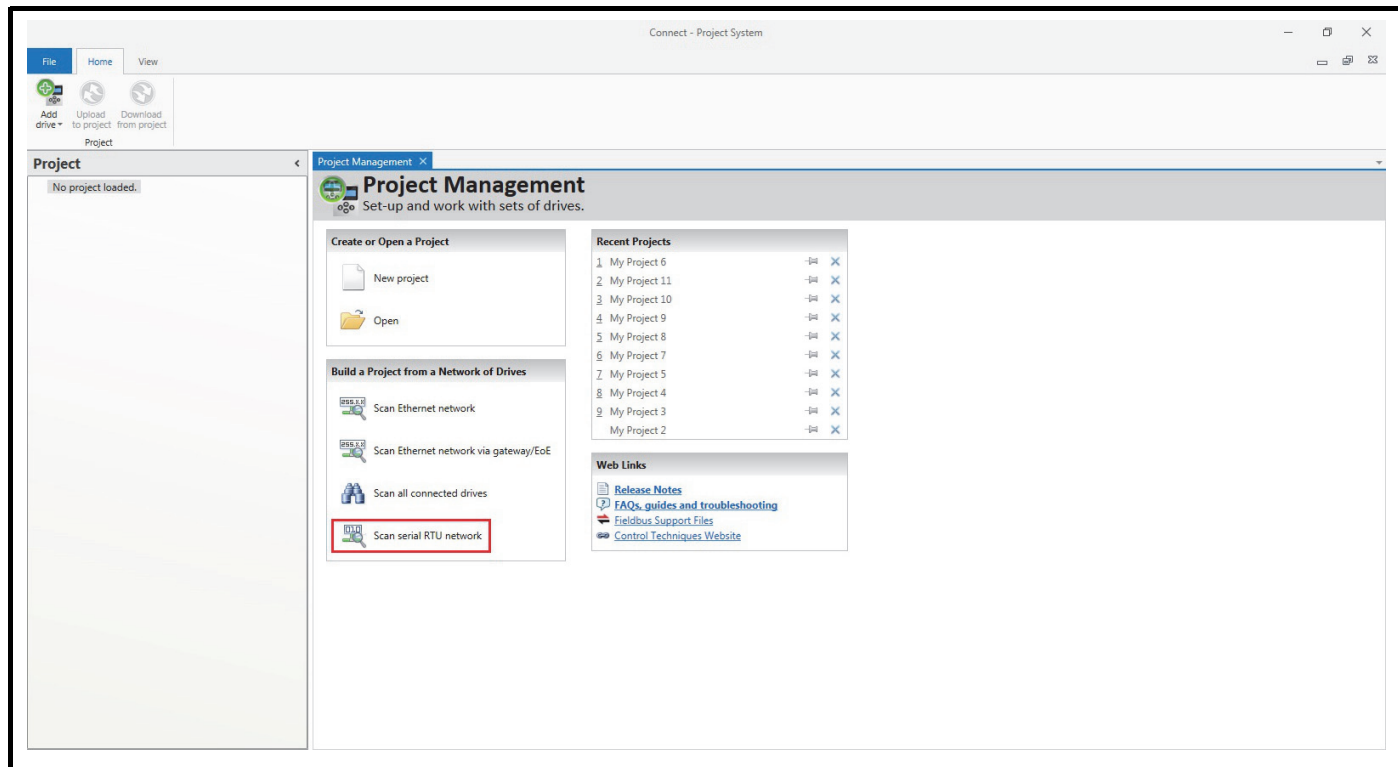 Connect - Project System
File Home View
Add drive Upload to project Download from project
Project
Project
No project loaded.
Project Management
Project Management
Set-up and work with sets of drives.
Create or Open a Project
New project
Open
Build a Project from a Network of Drives
255.X.X
Scan Ethernet network
255.X.X
Scan Ethernet network via gateway/EoE
Scan all connected drives
010
Scan serial RTU network
Recent Projects
1 My Project 6
2 My Project 11
3 My Project 10
4 My Project 9
5 My Project 8
6 My Project 7
7 My Project 5
8 My Project 4
9 My Project 3
My Project 2
Web Links
Release Notes
FAQs, guides and troubleshooting
Fieldbus Support Files
Control Techniques Website